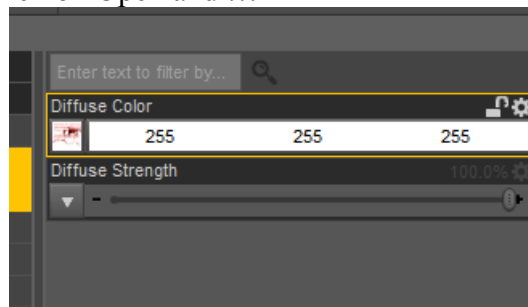 Enter text to filter by...
Diffuse Color
255 255 255
Diffuse Strength 100.0%
- +